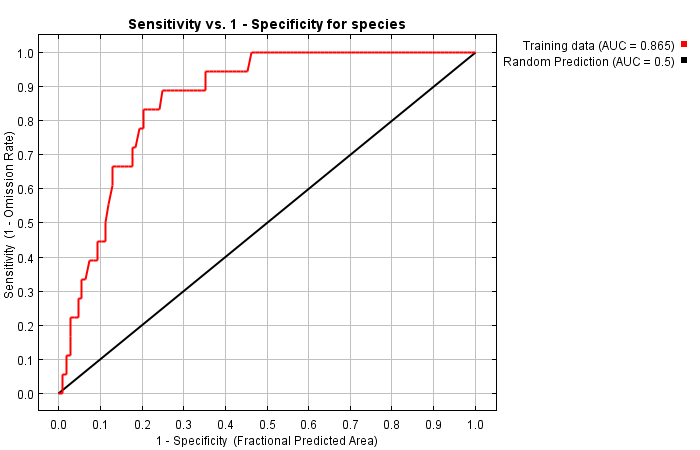 Sensitivity vs. 1 - Specificity for species
Training data (AUC = 0.865)
Random Prediction (AUC = 0.5)
Sensitivity (1 - Omission Rate)
1.0
0.9
0.8
0.7
0.6
0.5
0.4
0.3
0.2
0.1
0.0
0.0 0.1 0.2 0.3 0.4 0.5 0.6 0.7 0.8 0.9 1.0
1 - Specificity (Fractional Predicted Area)